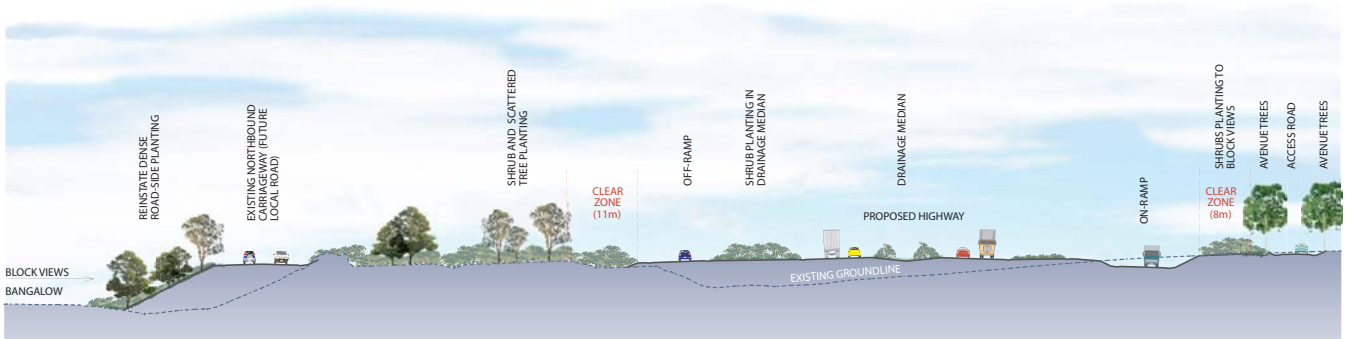 REINSTATE DENSE
ROAD-SIDE PLANTING
EXISTING NORTHBOUND
CARRIAGEWAY (FUTURE
LOCAL ROAD)
SHRUB AND SCATTERED
TREE PLANTING
CLEAR
ZONE
(11m)
OFF-RAMP
SHRUB PLANTING IN
DRAINAGE MEDIAN
DRAINAGE MEDIAN
PROPOSED HIGHWAY
ON-RAMP
CLEAR
ZONE
(8m)
SHRUBS PLANTING TO
BLOCK VIEWS
AVENUE TREES
ACCESS ROAD
AVENUE TREES
BLOCK VIEWS
BANGALOW
EXISTING GROUNDLINE